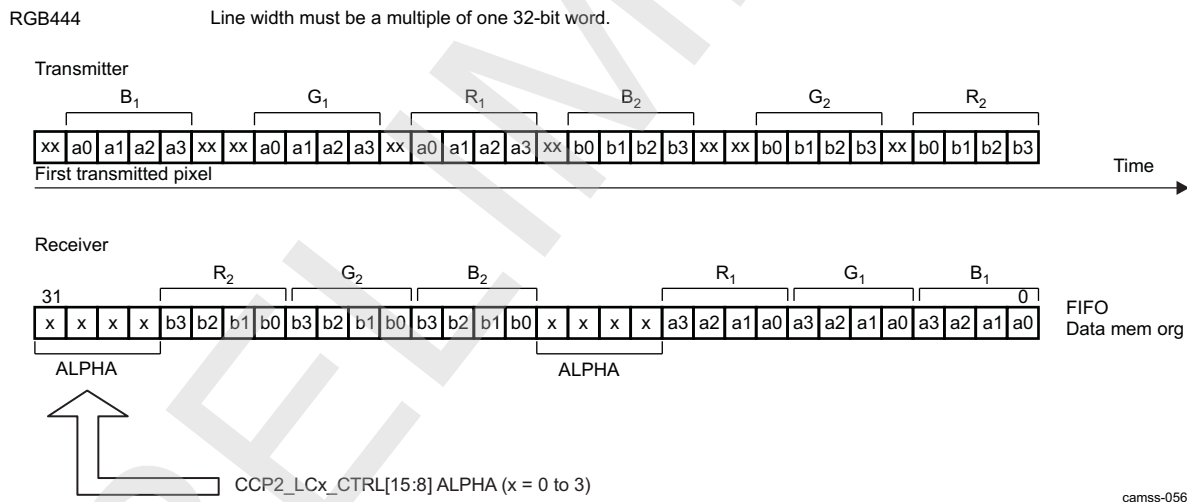 RGB444 Line width must be a multiple of one 32-bit word.
Transmitter
B1 G1 R1 B2 G2 R2
xx a0 a1 a2 a3 xx xx a0 a1 a2 a3 xx a0 a1 a2 a3 xx b0 b1 b2 b3 xx xx b0 b1 b2 b3 xx b0 b1 b2 b3
First transmitted pixel Time
Receiver
R2 G2 B2 R1 G1 B1
31 0
x x x x b3 b2 b1 b0 b3 b2 b1 b0 b3 b2 b1 b0 x x x x a3 a2 a1 a0 a3 a2 a1 a0 a3 a2 a1 a0 FIFO
Data mem org
ALPHA ALPHA
CCP2_LCx_CTRL[15:8] ALPHA (x = 0 to 3)
camss-056